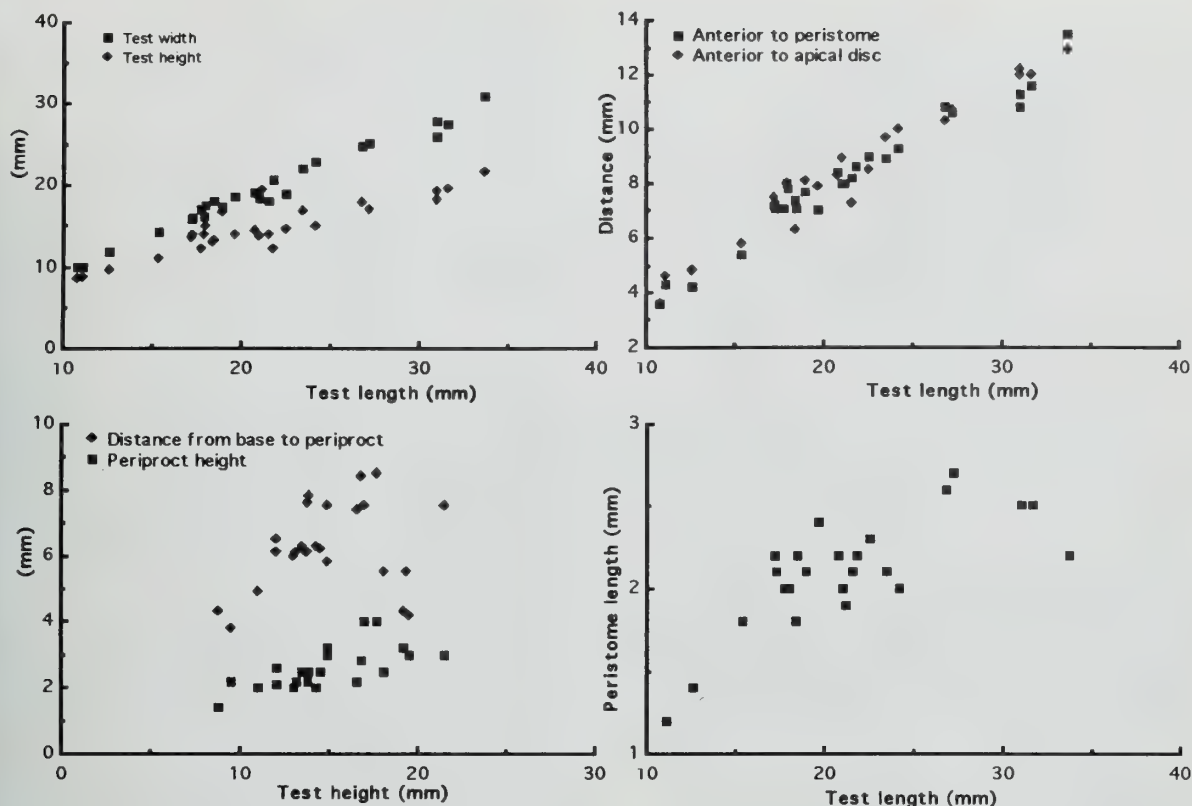 40
30
20
10
0
(mm)
Test width
Test height
10
20
30
40
Test length (mm)
14
12
10
8
6
4
2
Distance (mm)
Anterior to peristome
Anterior to apical disc
10
20
30
40
Test length (mm)
10
8
6
4
2
0
(mm)
Distance from base to periproct
Periproct height
0
10
20
30
Test height (mm)
3
2
1
Peristome length (mm)
10
20
30
40
Test length (mm)